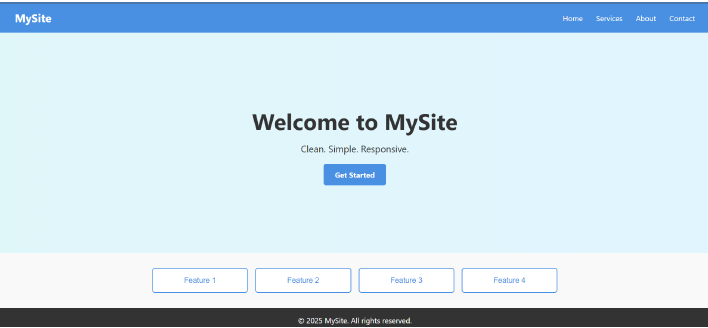 MySite
Home Services About Contact
Welcome to MySite
Clean. Simple. Responsive.
Get Started
Feature 1 Feature 2 Feature 3 Feature 4
© 2025 MySite. All rights reserved.